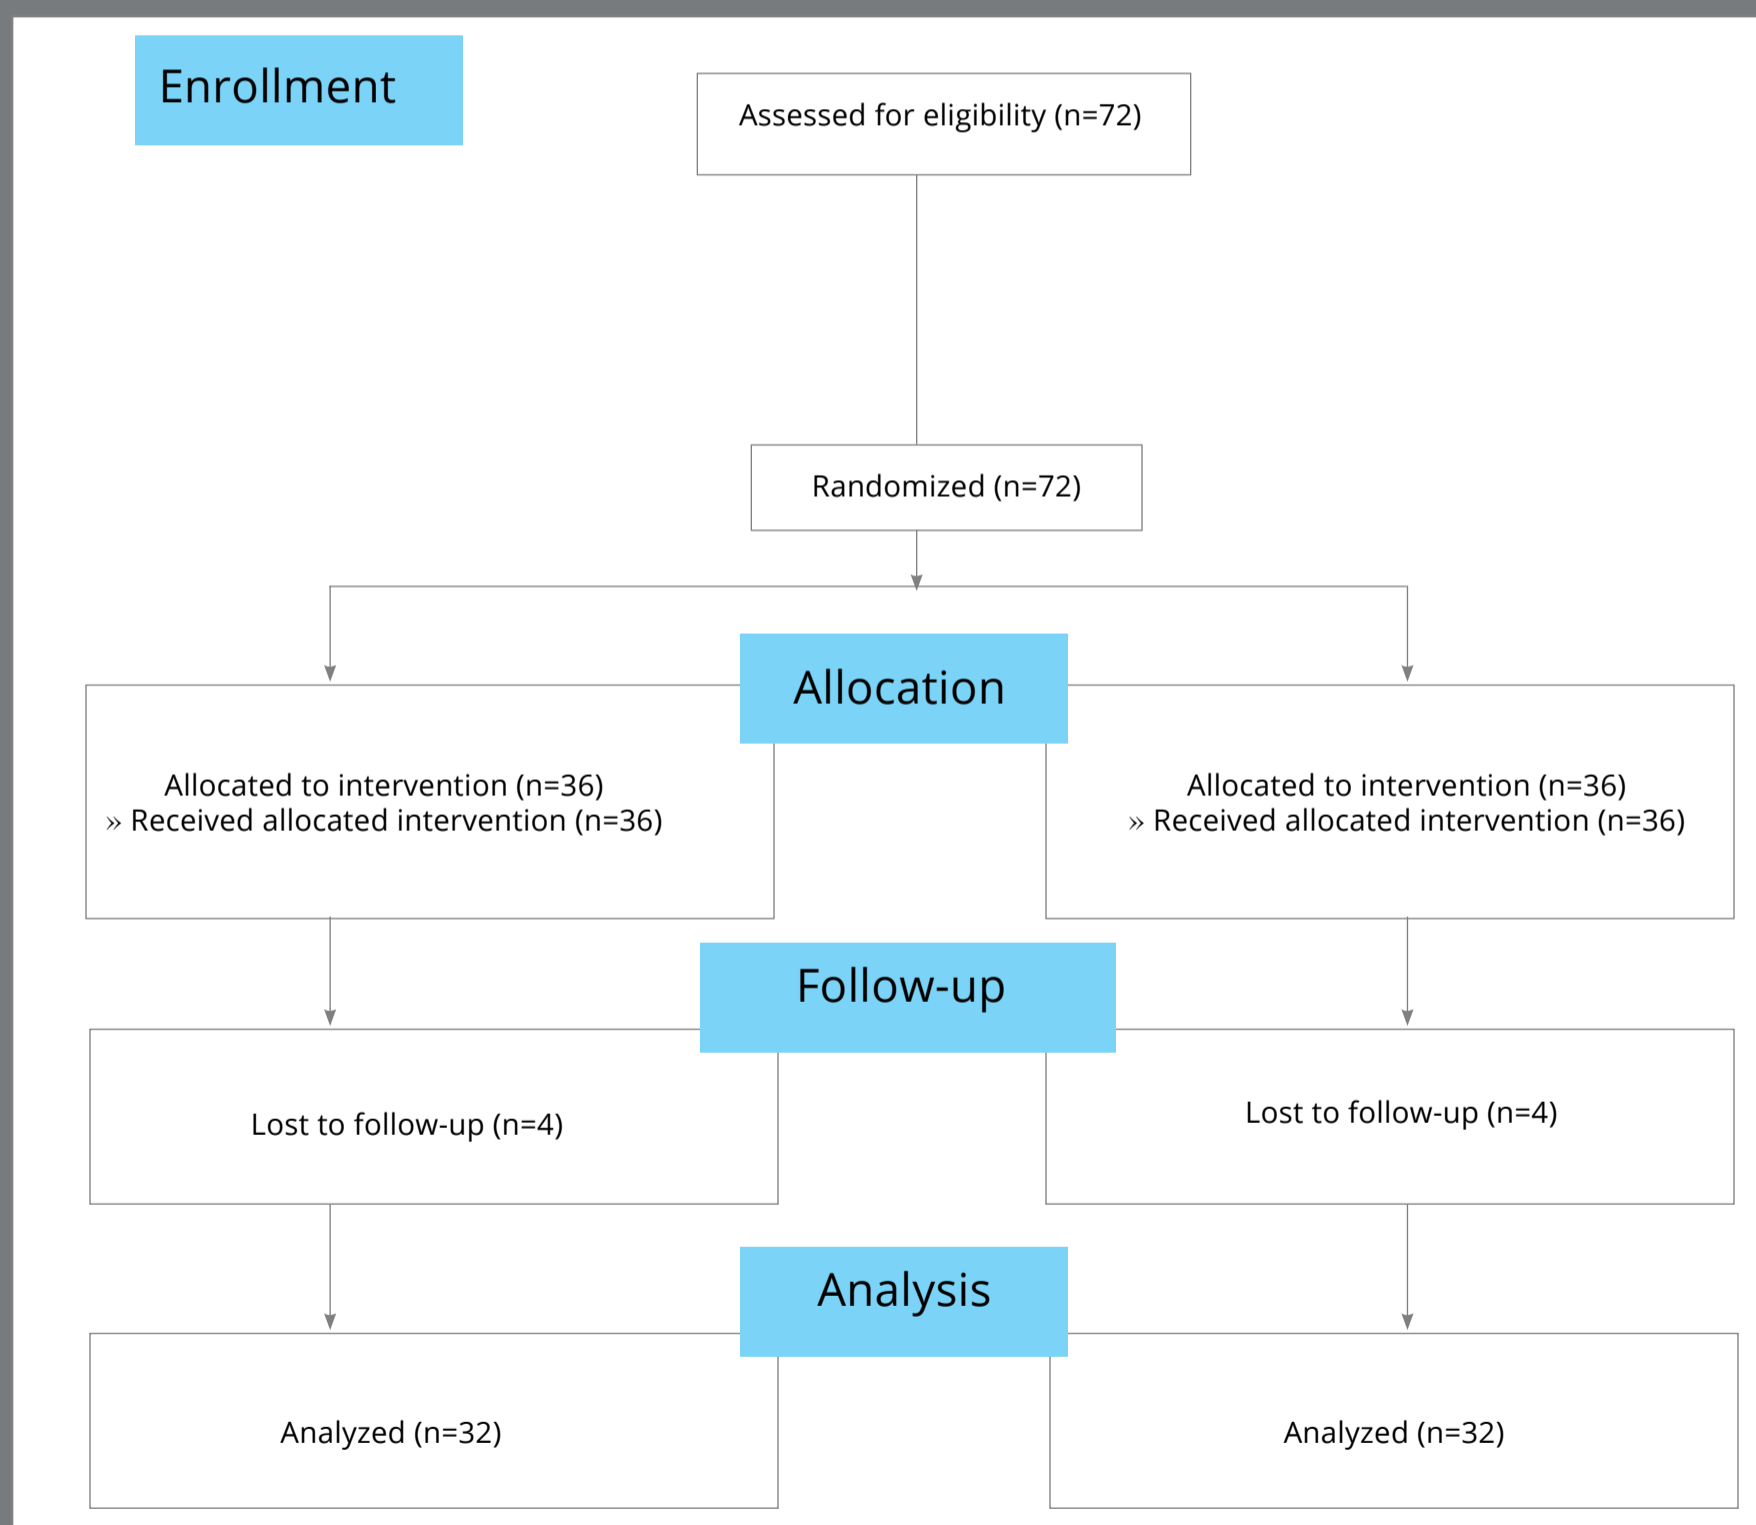 Enrollment
Assessed for eligibility (n=72)
Randomized (n=72)
Allocation
Allocated to intervention (n=36)
» Received allocated intervention (n=36)
Allocated to intervention (n=36)
» Received allocated intervention (n=36)
Follow-up
Lost to follow-up (n=4)
Lost to follow-up (n=4)
Analysis
Analyzed (n=32)
Analyzed (n=32)